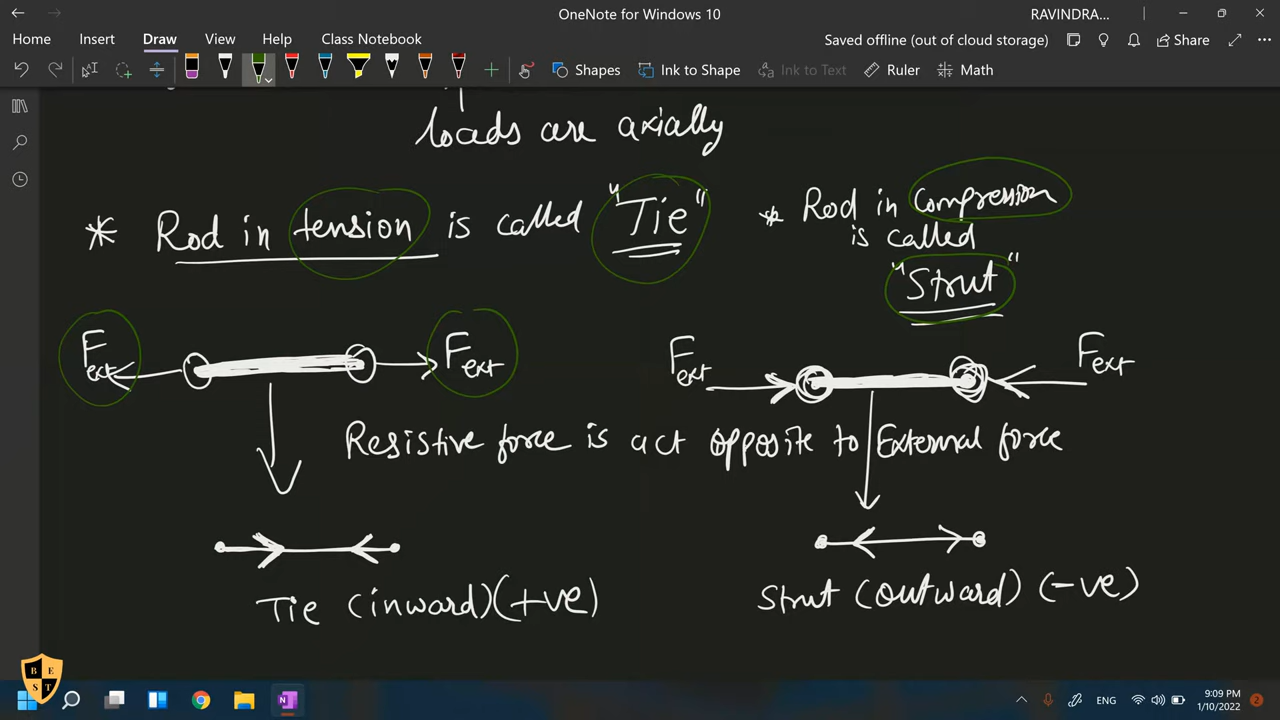 OneNote for Windows 10
RAVINDRA...
Home Insert Draw View Help Class Notebook
Saved offline (out of cloud storage) Share
Shapes Ink to Shape Ink to Text Ruler Math
loads are axially
* Rod in tension is called "Tie"
* Rod in compression
is called
"Strut"
Fext Fext
Fext Fext
Resistive force is act opposite to External force
Tie (inward) (+ve)
Strut (outward) (-ve)
B E
S T
ENG
9:09 PM
1/10/2022
2